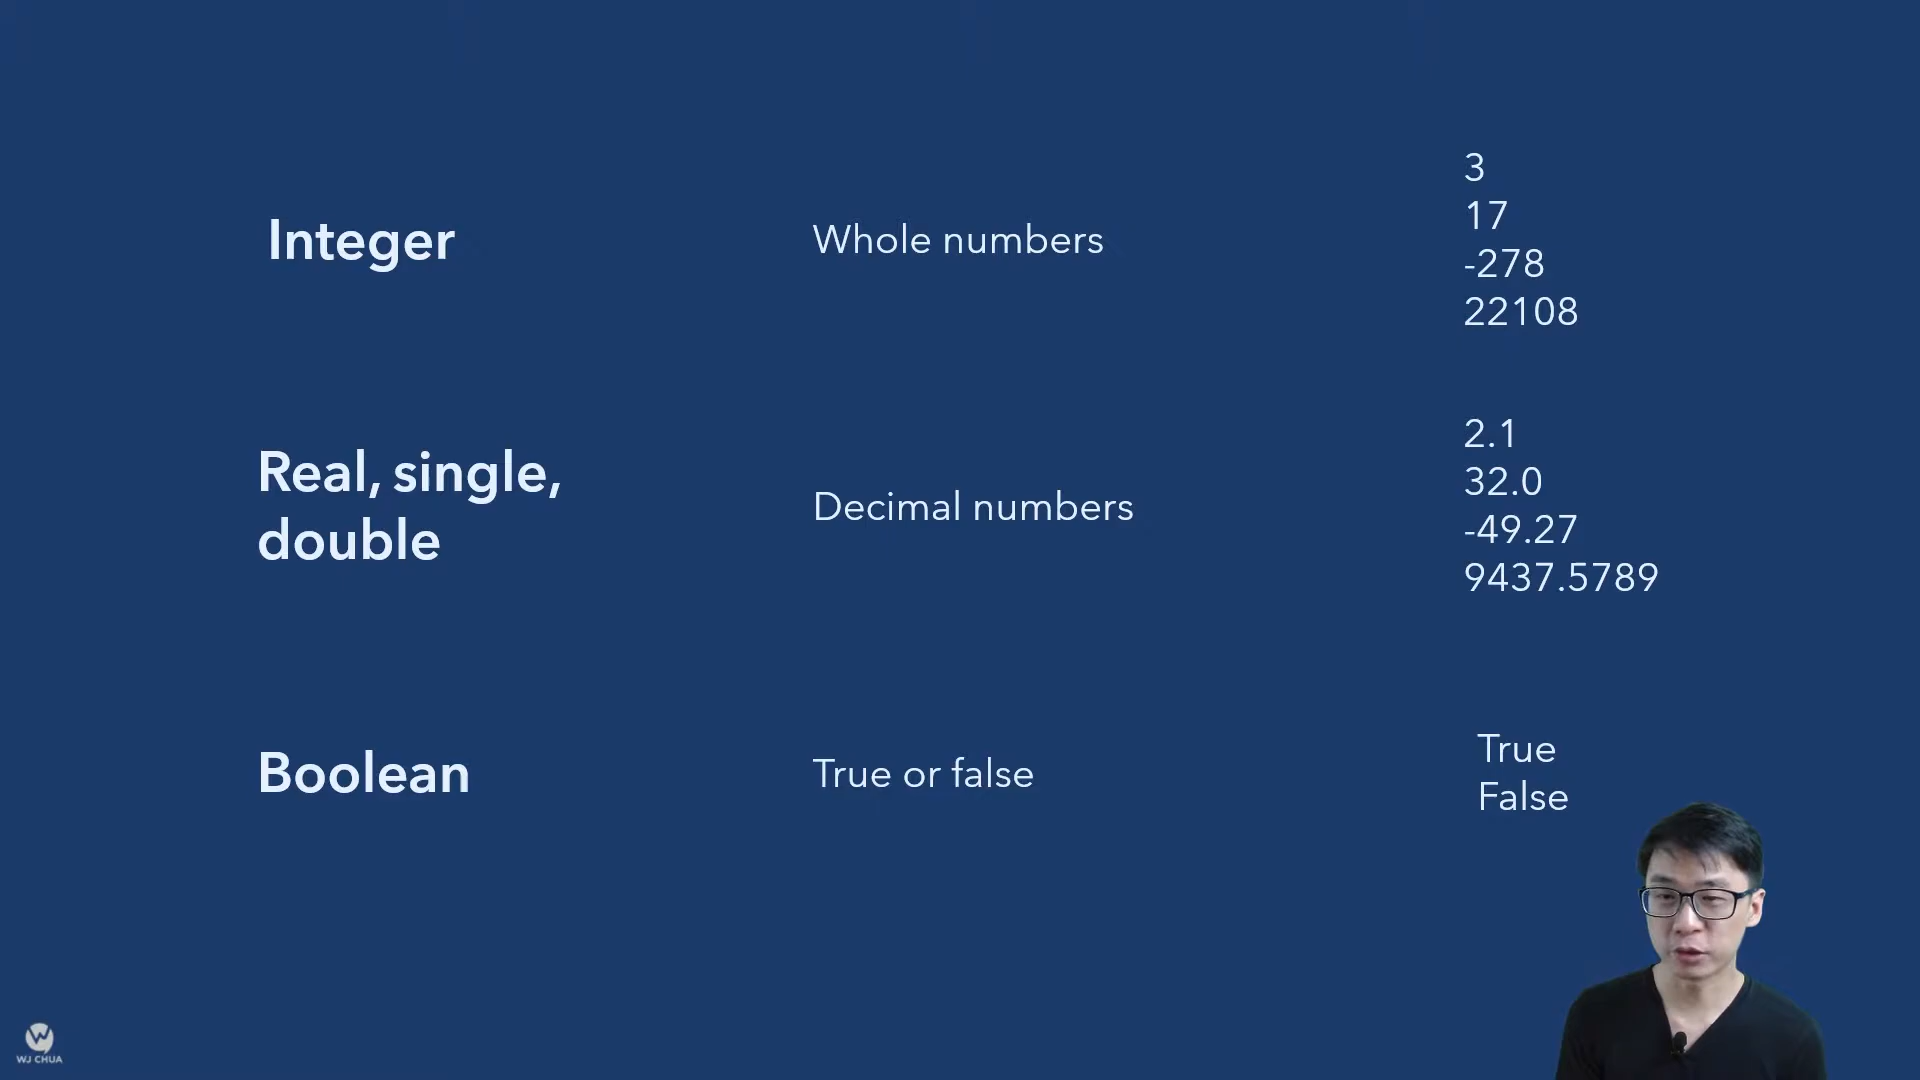 Integer
Whole numbers
3
17
-278
22108
Real, single,
double
Decimal numbers
2.1
32.0
-49.27
9437.5789
Boolean
True or false
True
False
W
WJ CHUA